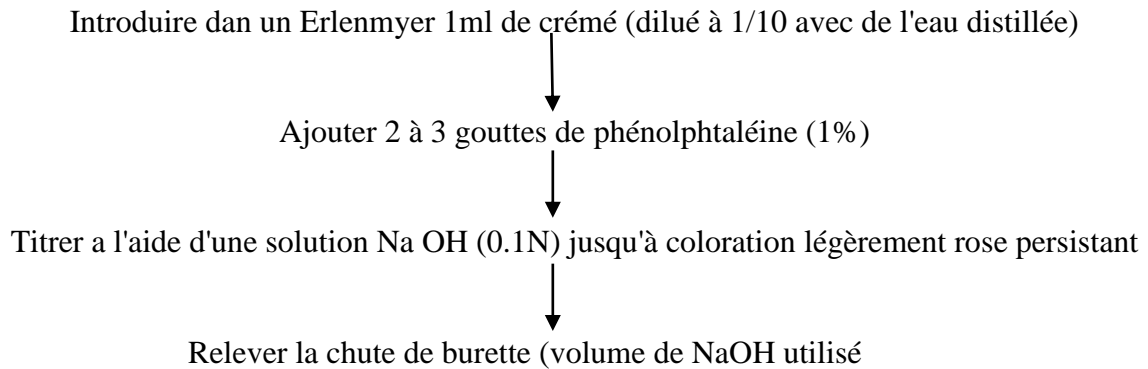 Introduire dan un Erlenmyer 1ml de crémé (dilué à 1/10 avec de l'eau distillée)
Ajouter 2 à 3 gouttes de phénolphtaléine (1%)
Titrer a l'aide d'une solution Na OH (0.1N) jusqu'à coloration légèrement rose persistant
Relever la chute de burette (volume de NaOH utilisé